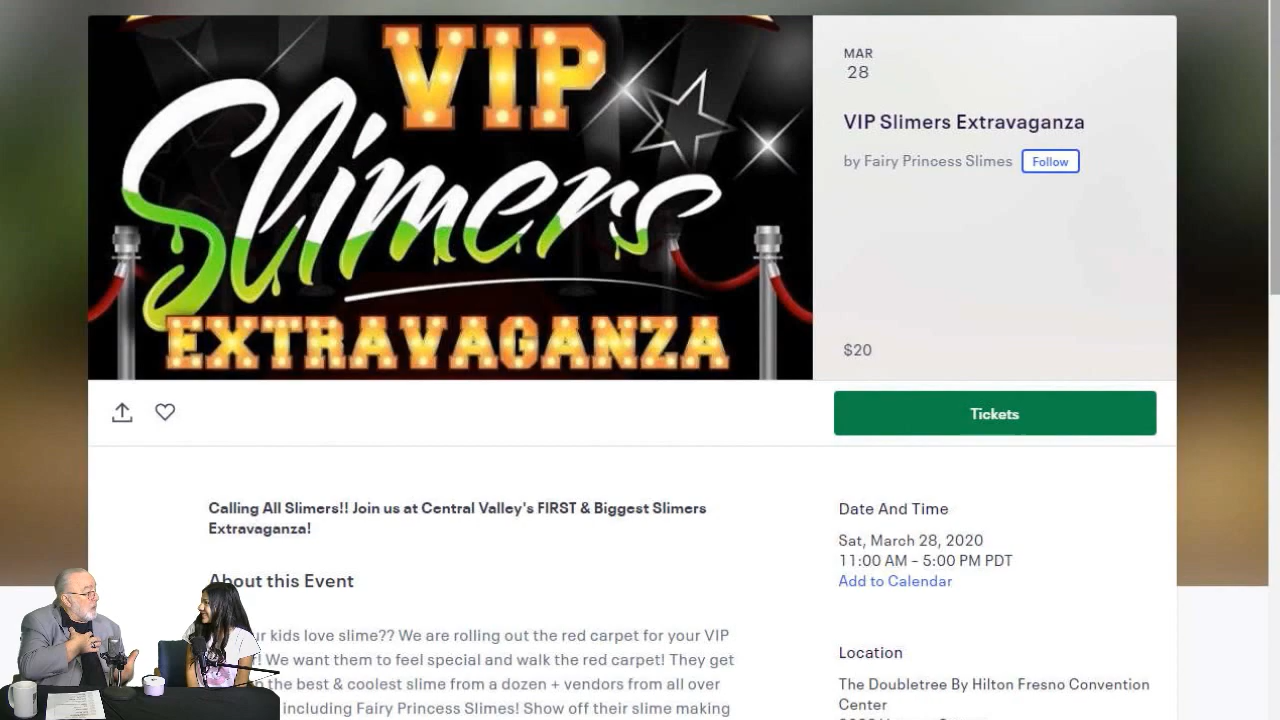 VIP
Slimers
EXTRAVAGANZA
MAR
28
VIP Slimers Extravaganza
by Fairy Princess Slimes Follow
$20
Tickets
Calling All Slimers!! Join us at Central Valley's FIRST & Biggest Slimers
Extravaganza!
About this Event
kids love slime?? We are rolling out the red carpet for your VIP
We want them to feel special and walk the red carpet! They get
the best & coolest slime from a dozen + vendors from all over
including Fairy Princess Slimes! Show off their slime making
Date And Time
Sat, March 28, 2020
11:00 AM – 5:00 PM PDT
Add to Calendar
Location
The Doubletree By Hilton Fresno Convention
Center